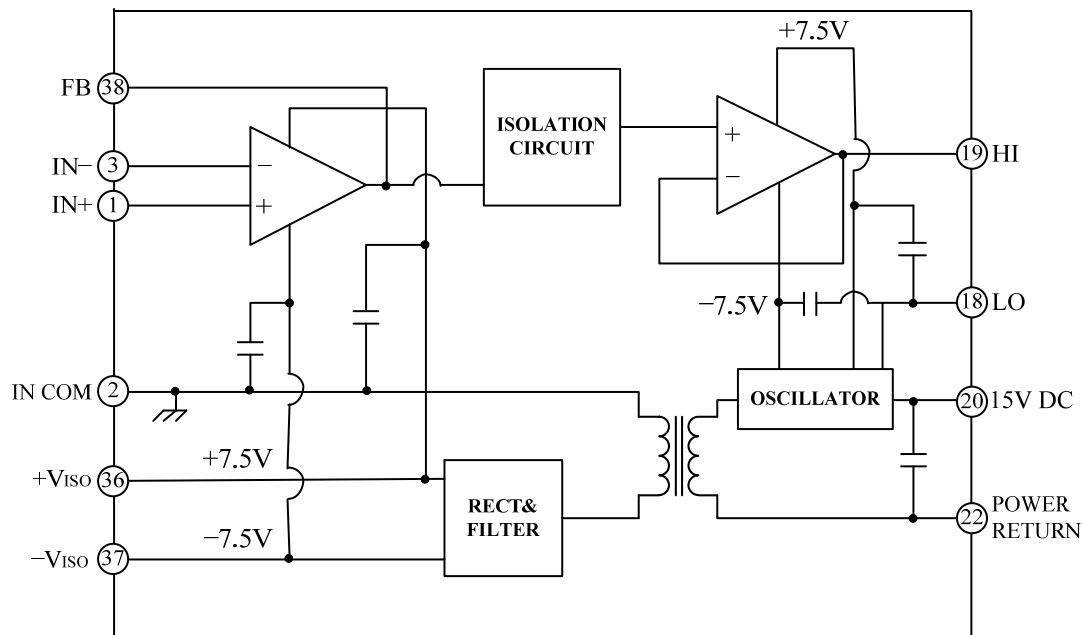 +7.5V
FB 38
ISOLATION
CIRCUIT
IN− 3
IN+ 1
−
+
+
−
19 HI
−7.5V
18 LO
IN COM 2
OSCILLATOR
20 15V DC
+7.5V
+VISO 36
RECT&
FILTER
−7.5V
−VISO 37
22 POWER
RETURN